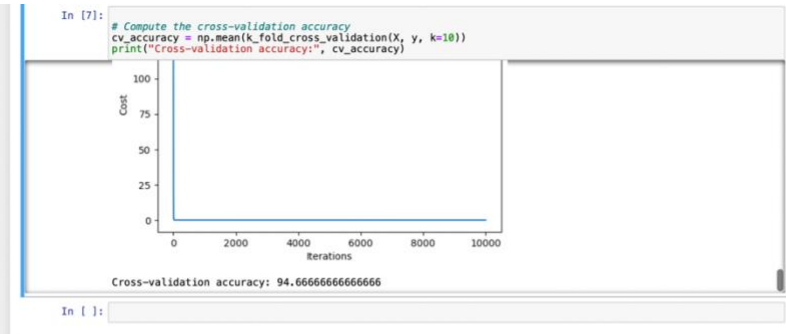 In [7]:
# Compute the cross-validation accuracy
cv_accuracy = np.mean(k_fold_cross_validation(X, y, k=10))
print("Cross-validation accuracy:", cv_accuracy)
100
75
50
25
0
Cost
0 2000 4000 6000 8000 10000
Iterations
Cross-validation accuracy: 94.66666666666666
In [ ]: